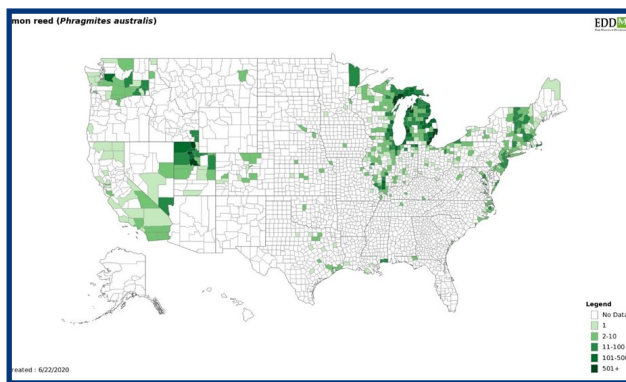 mon reed (Phragmites australis)
EDDM
Legend
No Data
1
2-10
11-100
101-500
501+
reated : 6/22/2020